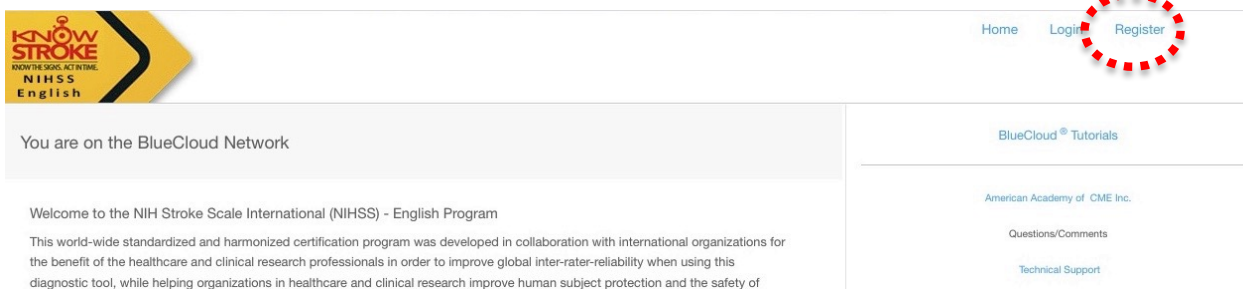 KNOW
STROKE
KNOW THE SIGNS. ACT IN TIME.
NIHSS
English
Home Login Register
You are on the BlueCloud Network
BlueCloud ® Tutorials
American Academy of CME Inc.
Questions/Comments
Technical Support
Welcome to the NIH Stroke Scale International (NIHSS) - English Program
This world-wide standardized and harmonized certification program was developed in collaboration with international organizations for
the benefit of the healthcare and clinical research professionals in order to improve global inter-rater-reliability when using this
diagnostic tool, while helping organizations in healthcare and clinical research improve human subject protection and the safety of